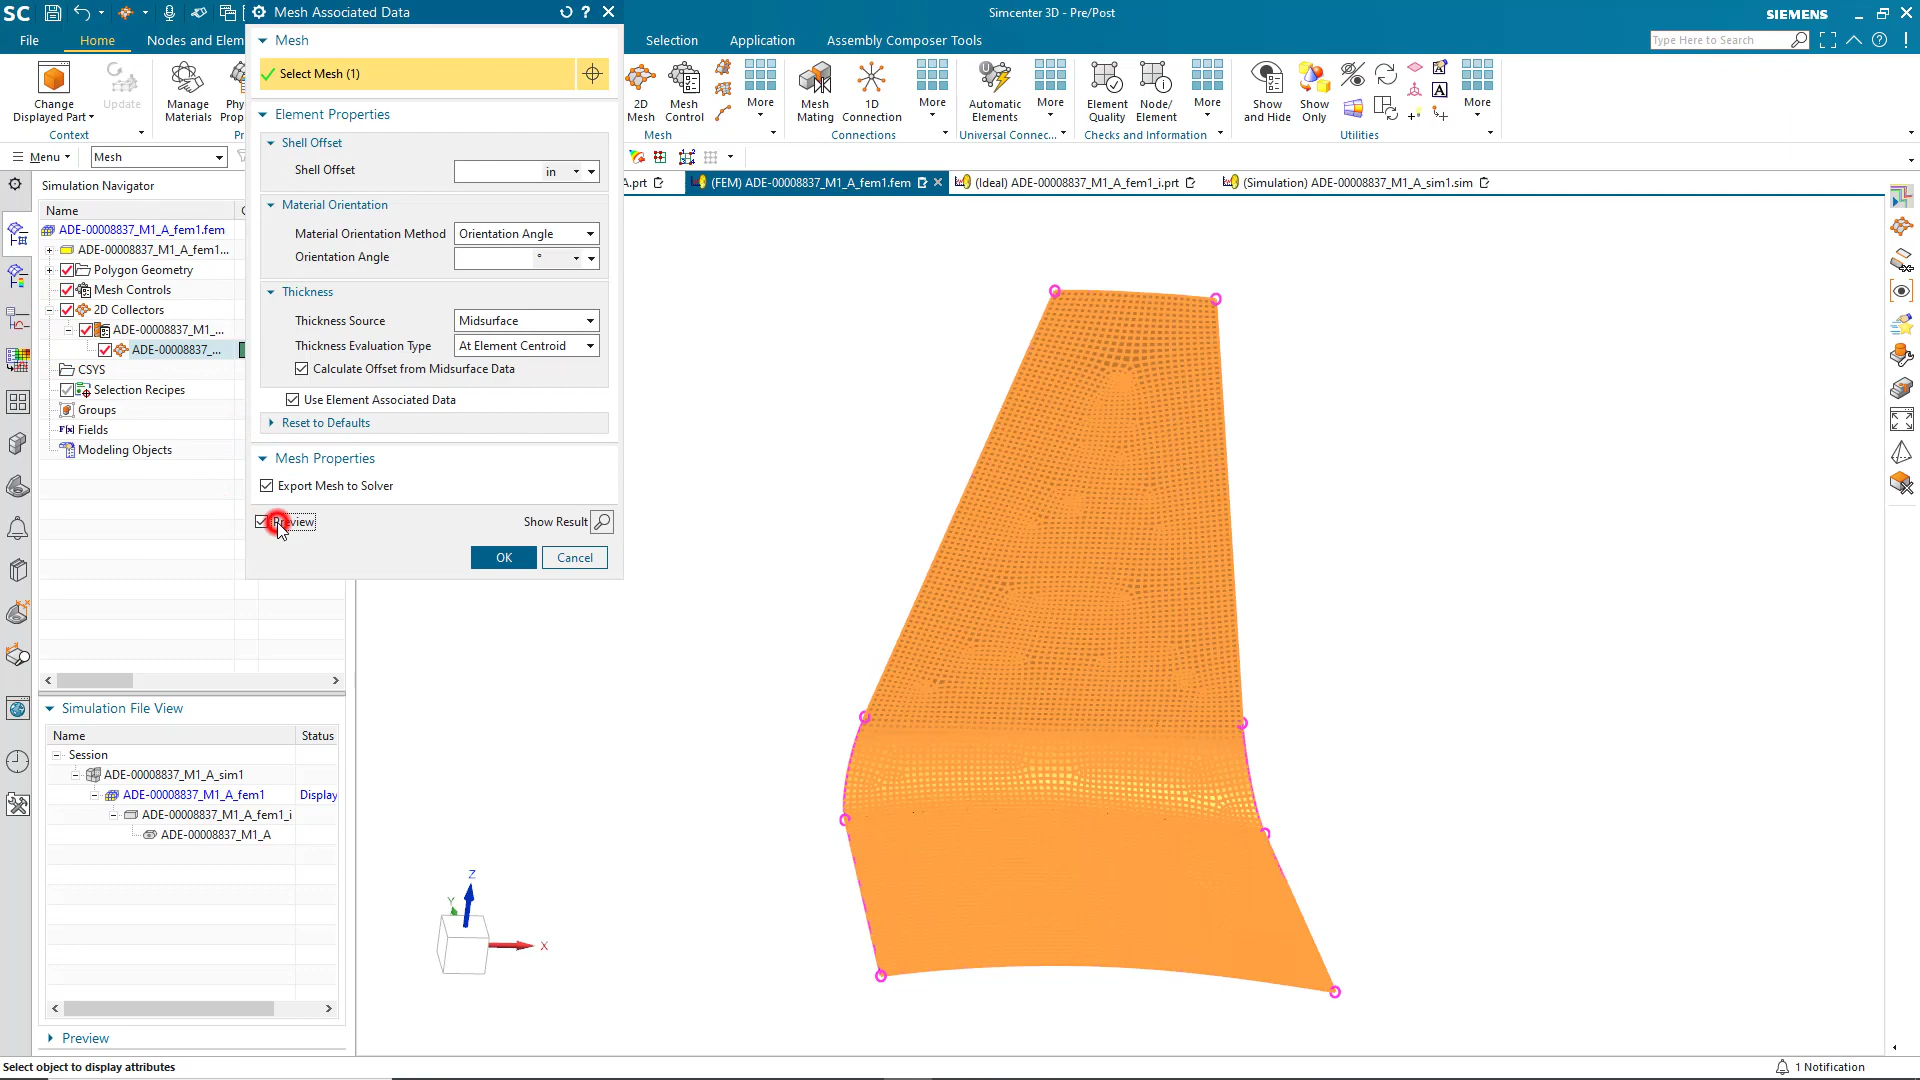 SC
Mesh Associated Data
Simcenter 3D - Pre/Post
SIEMENS
File
Home
Nodes and Elem
Selection
Application
Assembly Composer Tools
Type Here to Search
Mesh
Select Mesh (1)
Change
Displayed Part
Update
Manage
Materials
Context
2D
Mesh
Mesh
Control
More
Mesh
Mesh
Mating
1D
Connection
More
Connections
Automatic
Elements
More
Universal Connec...
Element
Quality
Node/
Element
More
Checks and Information
Show
and Hide
Show
Only
More
Utilities
Menu
Mesh
A.prt
(FEM) ADE-00008837_M1_A_fem1.fem
(Ideal) ADE-00008837_M1_A_fem1_i.prt
(Simulation) ADE-00008837_M1_A_sim1.sim
Simulation Navigator
Name
ADE-00008837_M1_A_fem1.fem
ADE-00008837_M1_A_fem1...
Polygon Geometry
Mesh Controls
2D Collectors
ADE-00008837_M1_...
ADE-00008837_...
CSYS
Selection Recipes
Groups
Fields
Modeling Objects
Element Properties
Shell Offset
Shell Offset
in
Material Orientation
Material Orientation Method
Orientation Angle
Orientation Angle
°
Thickness
Thickness Source
Midsurface
Thickness Evaluation Type
At Element Centroid
Calculate Offset from Midsurface Data
Use Element Associated Data
Reset to Defaults
Mesh Properties
Export Mesh to Solver
Preview
Show Result
OK
Cancel
Simulation File View
Name
Status
Session
ADE-00008837_M1_A_sim1
ADE-00008837_M1_A_fem1
Display
ADE-00008837_M1_A_fem1_i
ADE-00008837_M1_A
Preview
Z
Y
X
Select object to display attributes
1 Notification